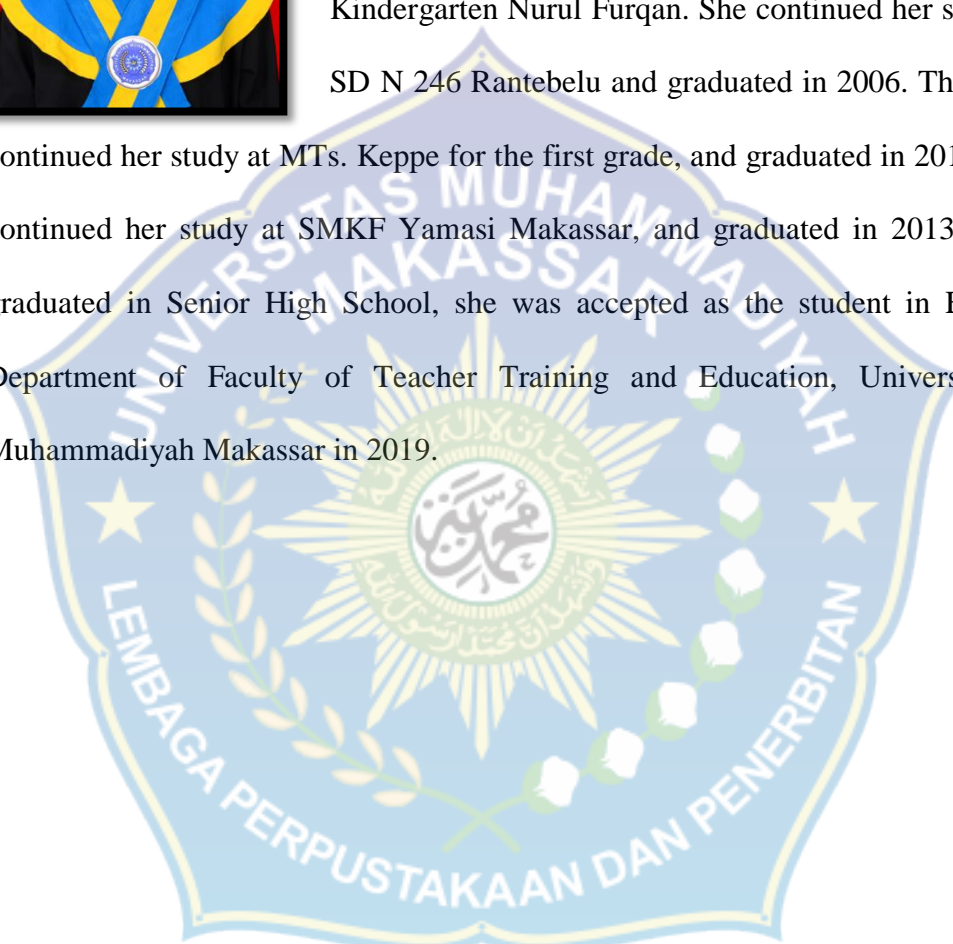 Kindergarten Nurul Furqan. She continued her s
SD N 246 Rantebelu and graduated in 2006. Th
ontinued her study at MTs. Keppe for the first grade, and graduated in 201
ontinued her study at SMKF Yamasi Makassar, and graduated in 2013
raduated in Senior High School, she was accepted as the student in E
Department of Faculty of Teacher Training and Education, Univers
Muhammadiyah Makassar in 2019.
UNIVERSITAS MUHAMMADIYAH
MAKASSAR
LEMBAGA PERPUSTAKAAN DAN PENERBITAN